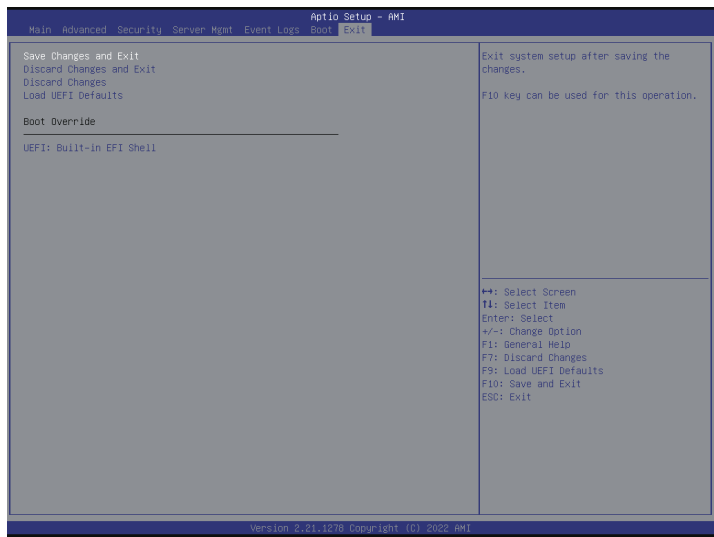 Aptio Setup – AMI
Main Advanced Security Server Mgmt Event Logs Boot Exit
Save Changes and Exit
Discard Changes and Exit
Discard Changes
Load UEFI Defaults
Boot Override
UEFI: Built-in EFI Shell
Exit system setup after saving the
changes.
F10 key can be used for this operation.
↔: Select Screen
↑↓: Select Item
Enter: Select
+/-: Change Option
F1: General Help
F7: Discard Changes
F9: Load UEFI Defaults
F10: Save and Exit
ESC: Exit
Version 2.21.1278 Copyright (C) 2022 AMI